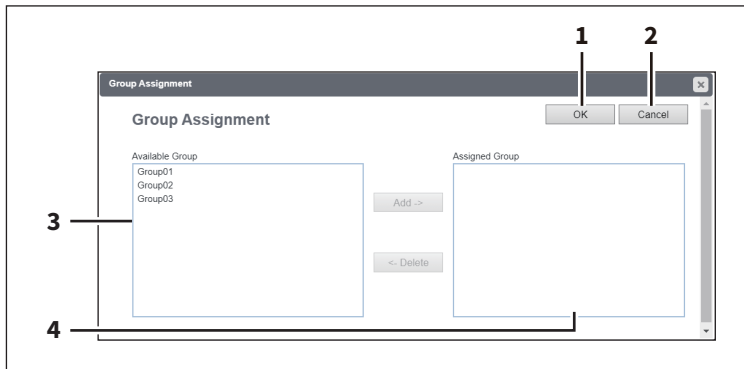 1 2
Group Assignment
Group Assignment
OK Cancel
Available Group Assigned Group
Group01
Group02
Group03
Add ->
3
<- Delete
4